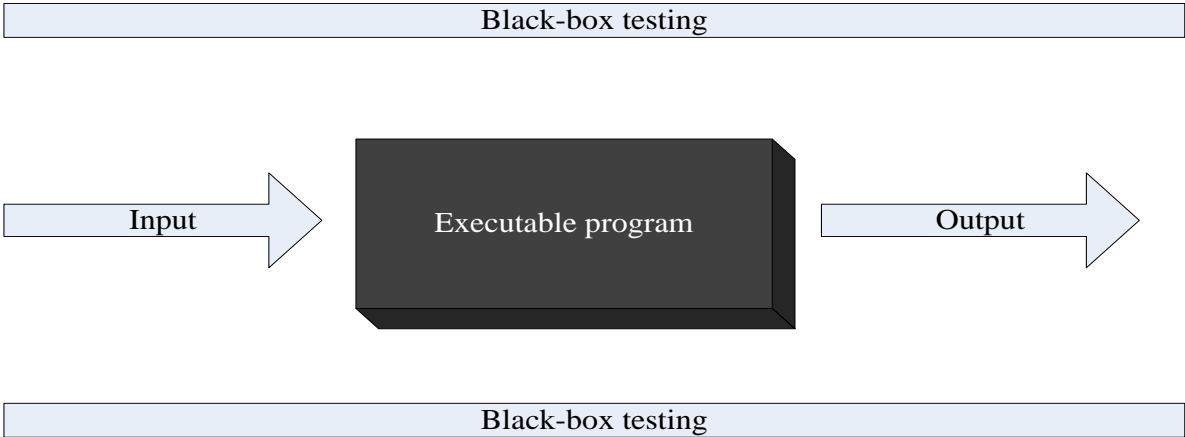 Black-box testing
Input
Executable program
Output
Black-box testing